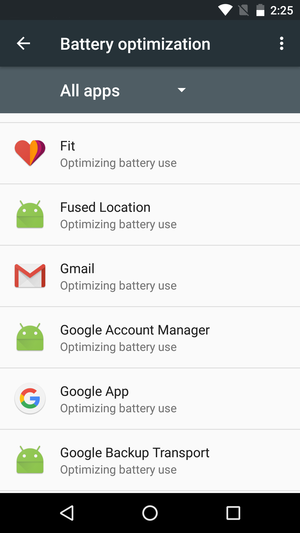 2:25
Battery optimization
All apps
Fit
Optimizing battery use
Fused Location
Optimizing battery use
Gmail
Optimizing battery use
Google Account Manager
Optimizing battery use
Google App
Optimizing battery use
Google Backup Transport
Optimizing battery use